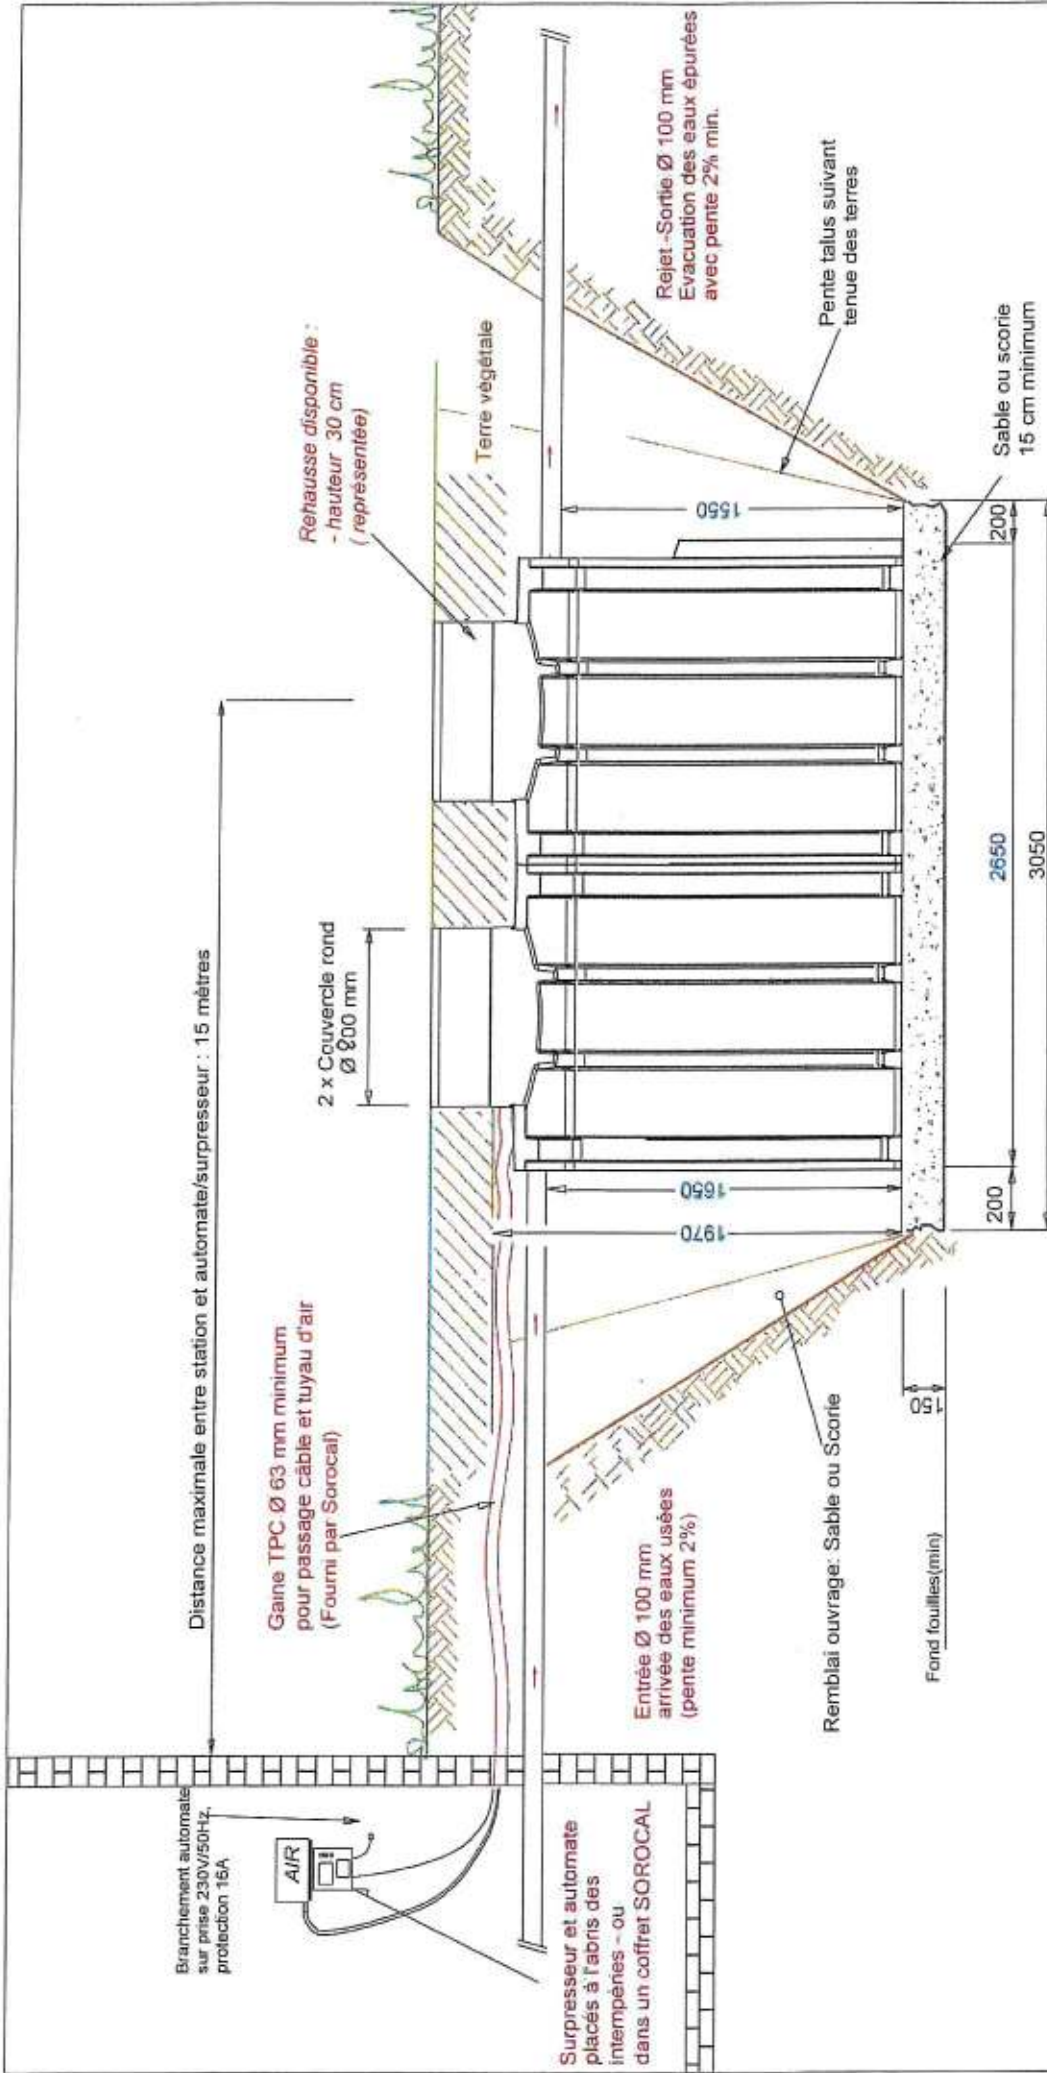 Distance maximale entre station et automate/surpresseur : 15 mètres
Branchement automate
sur prise 230V/50Hz,
protection 16A
AIR
Gaine TPC Ø 63 mm minimum
pour passage câble et tuyau d'air
(Fourni par Sorocal)
2 x Couvercle rond
Ø 800 mm
Rehausse disponible :
- hauteur 30 cm
( représentée)
Terre végétale
Surpresseur et automate
placés à l'abris des
intempéries - ou
dans un coffret SOROCAL
Entrée Ø 100 mm
arrivée des eaux usées
(pente minimum 2%)
Rejet -Sortie Ø 100 mm
Evacuation des eaux épurées
avec pente 2% min.
1970
1650
1550
Pente talus suivant
tenue des terres
Remblai ouvrage: Sable ou Scorie
Sable ou scorie
15 cm minimum
Fond fouilles(min)
150
200
2650
200
3050